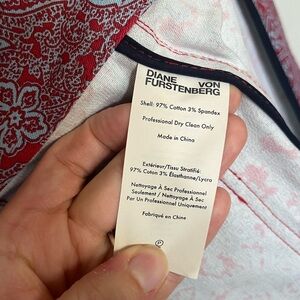 DIANE VON
FURSTENBERG
Shell: 97% Cotton 3% Spandex
Professional Dry Clean Only
Made in China
Extérieur/Tissu Stratifié:
97% Coton 3% Élasthanne/Lycra
Nettoyage À Sec Professionnel
Seulement / Nettoyage À Sec
Par Un Professionnel Uniquement
Fabriqué en Chine
P